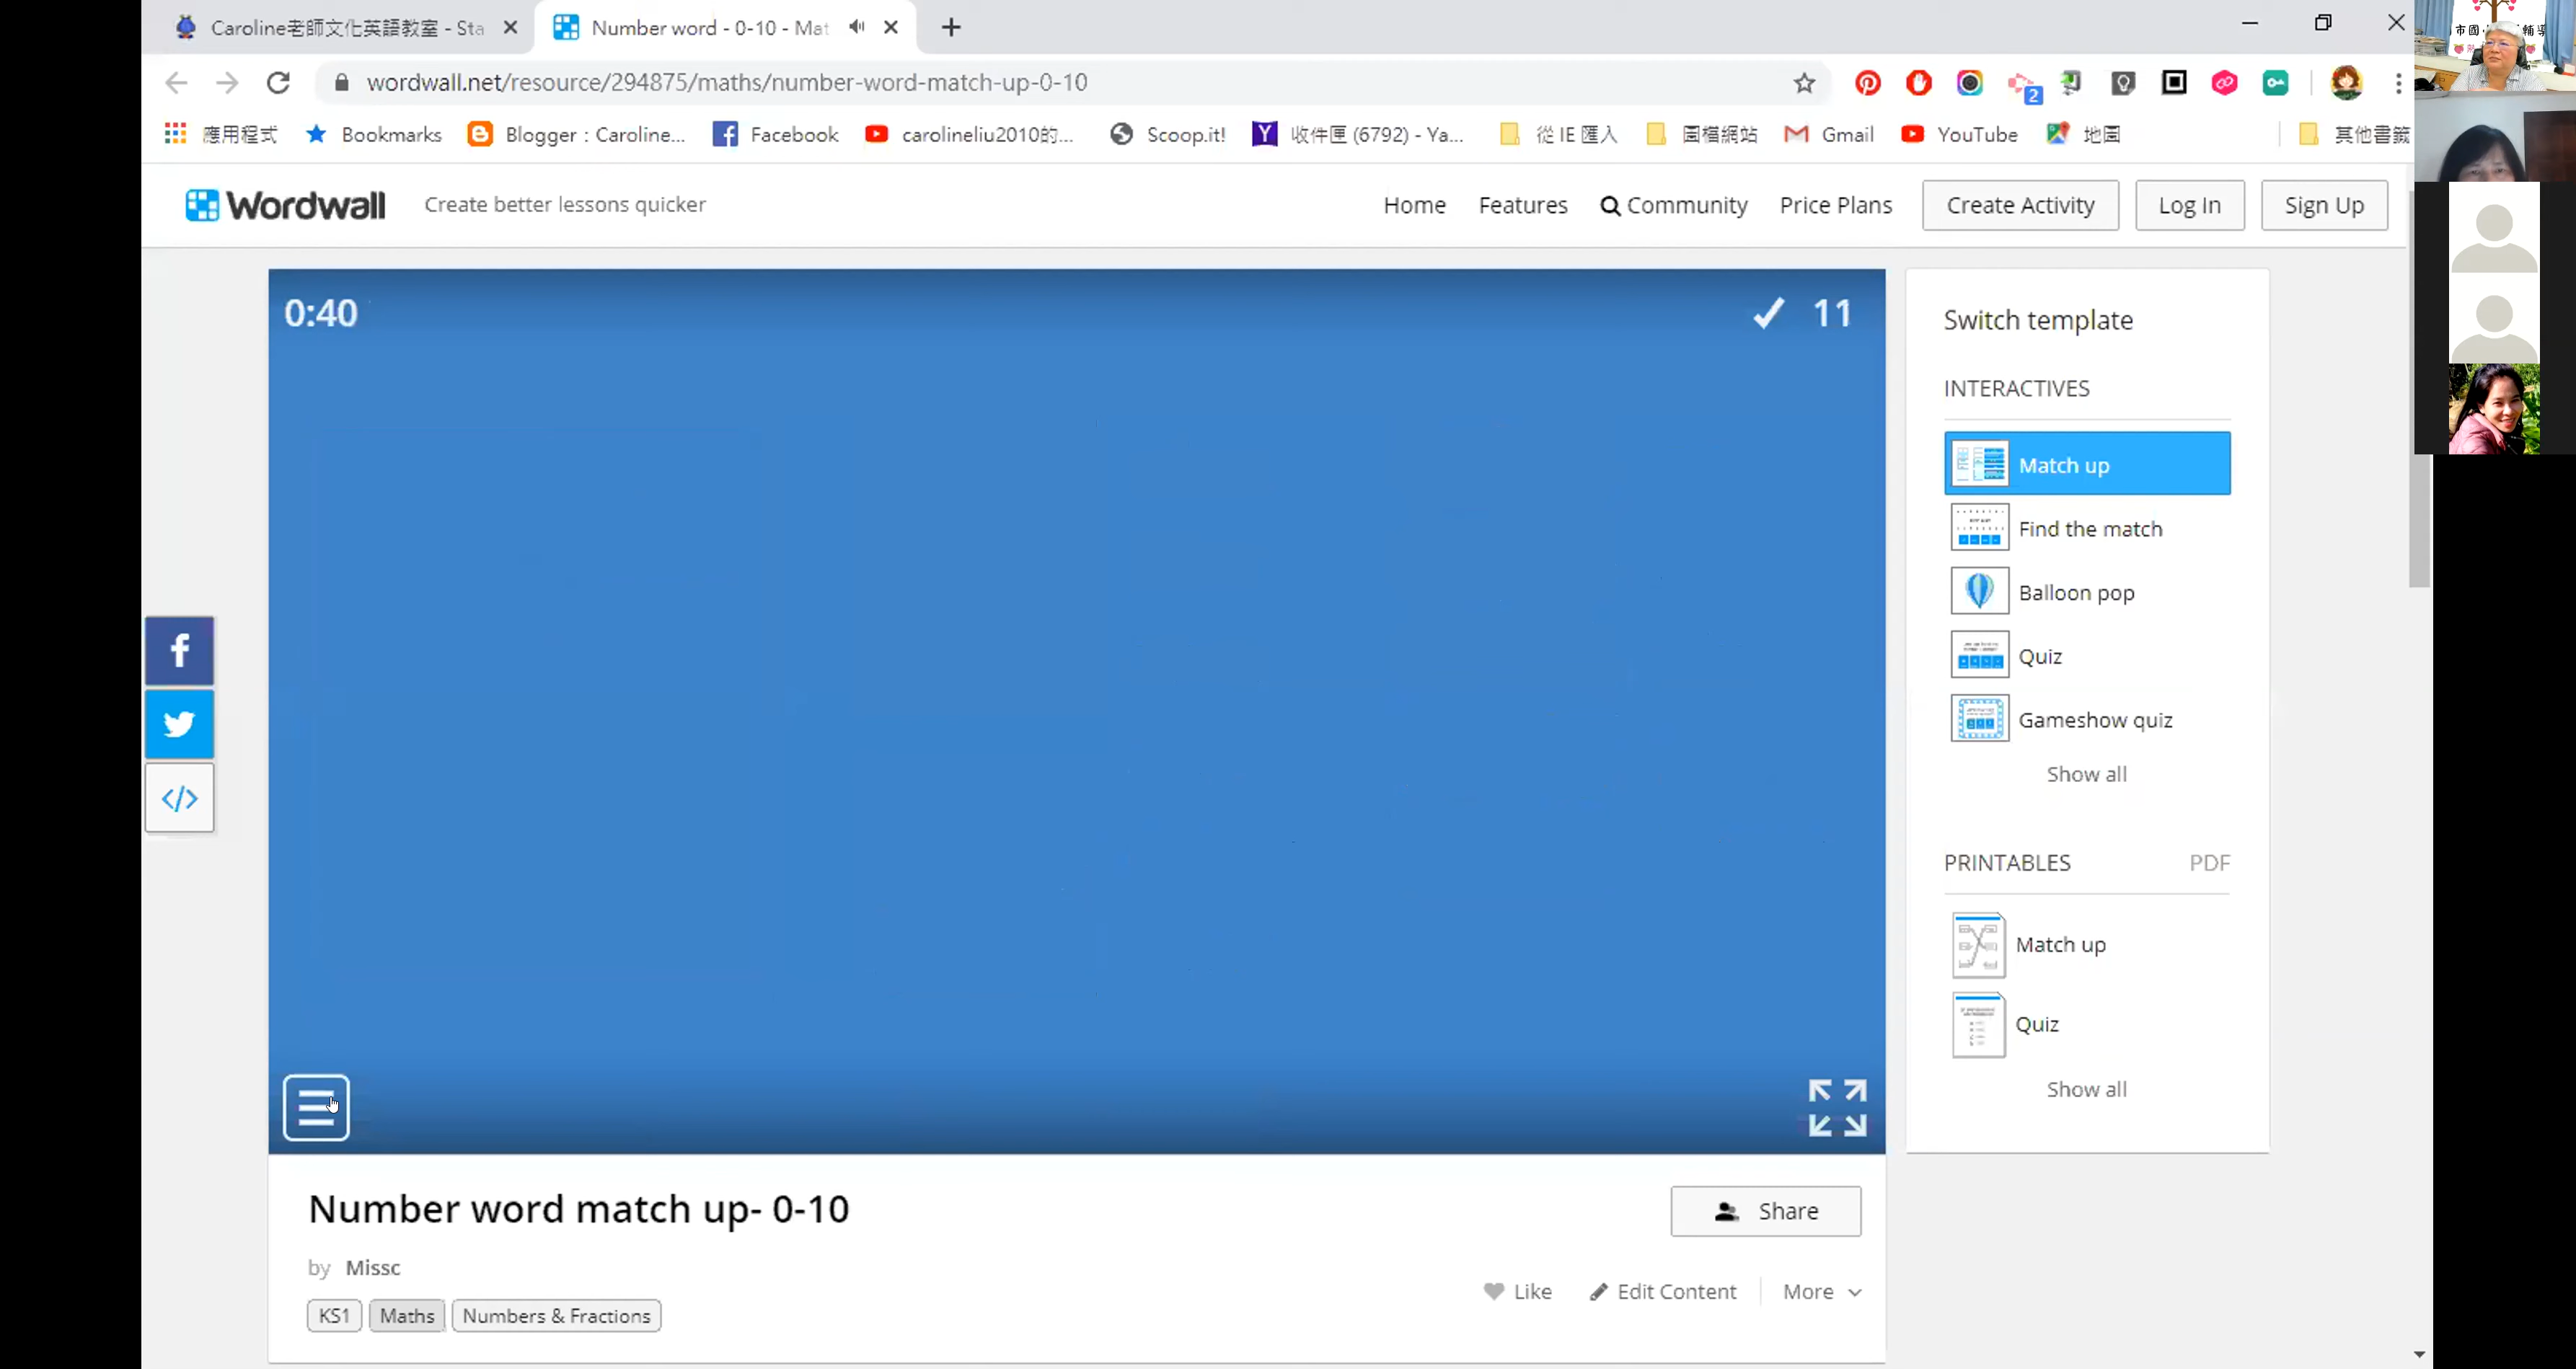 Caroline老師文化英語教室 - Sta
Number word - 0-10 - Mat
wordwall.net/resource/294875/maths/number-word-match-up-0-10
2
應用程式 Bookmarks Blogger：Caroline... Facebook carolineliu2010的... Scoop.it! 收件匣 (6792) - Ya... 從 IE 匯入 圖檔網站 Gmail YouTube 地圖 其他書籤
Wordwall Create better lessons quicker Home Features Community Price Plans Create Activity Log In Sign Up
0:40 11
Switch template
INTERACTIVES
Match up
Find the match
Balloon pop
Quiz
Gameshow quiz
Show all
PRINTABLES PDF
Match up
Quiz
Show all
Number word match up- 0-10
Share
by Missc
Like Edit Content More
KS1 Maths Numbers & Fractions
市國 輔導